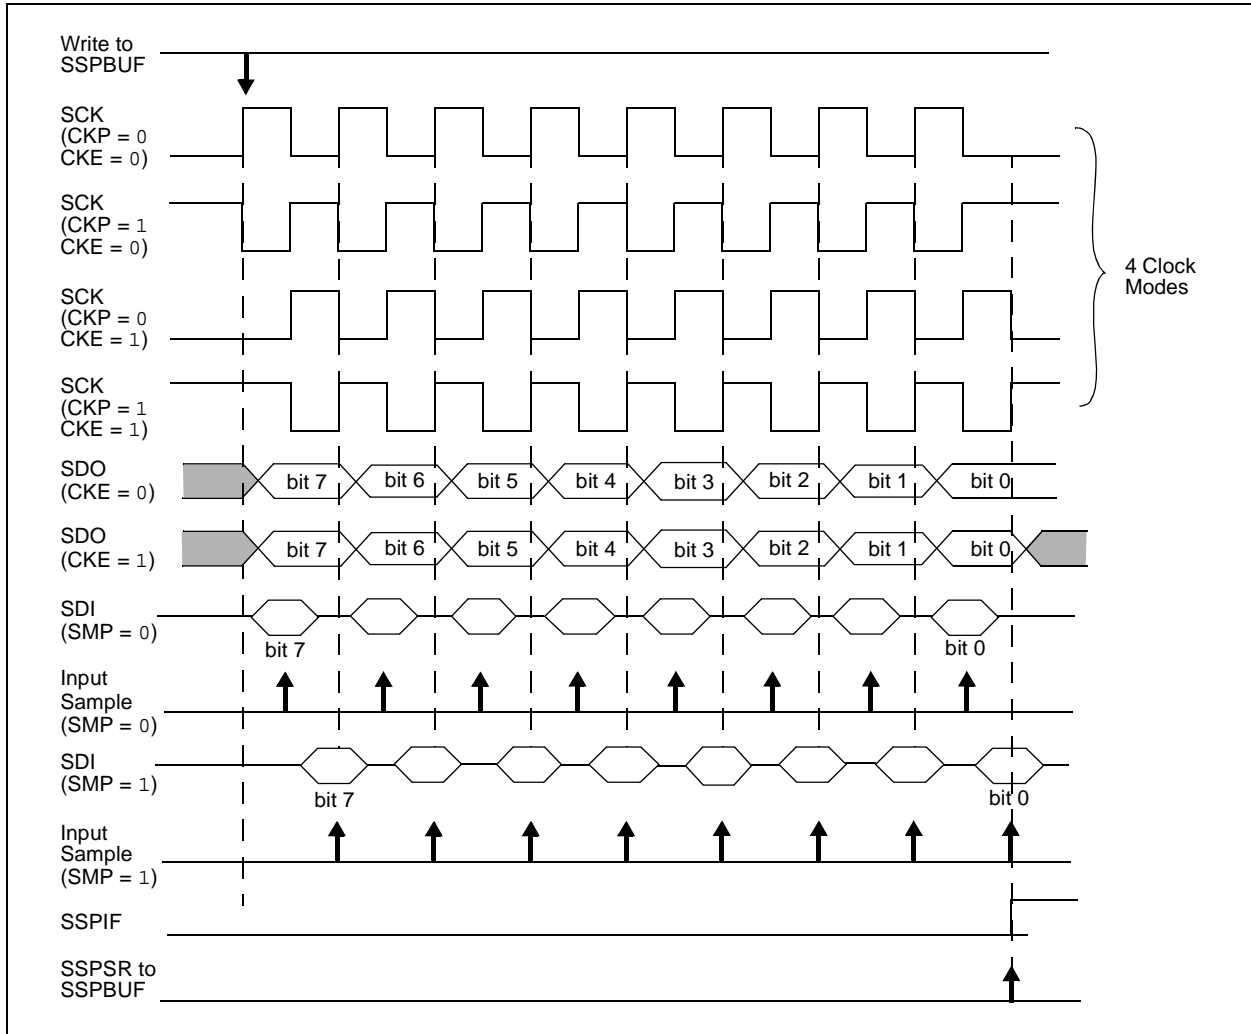 Write to
SSPBUF
SCK
(CKP = 0
CKE = 0)
SCK
(CKP = 1
CKE = 0)
SCK
(CKP = 0
CKE = 1)
SCK
(CKP = 1
CKE = 1)
4 Clock
Modes
SDO
(CKE = 0)
bit 7 bit 6 bit 5 bit 4 bit 3 bit 2 bit 1 bit 0
SDO
(CKE = 1)
bit 7 bit 6 bit 5 bit 4 bit 3 bit 2 bit 1 bit 0
SDI
(SMP = 0)
bit 7 bit 0
Input
Sample
(SMP = 0)
SDI
(SMP = 1)
bit 7 bit 0
Input
Sample
(SMP = 1)
SSPIF
SSPSR to
SSPBUF